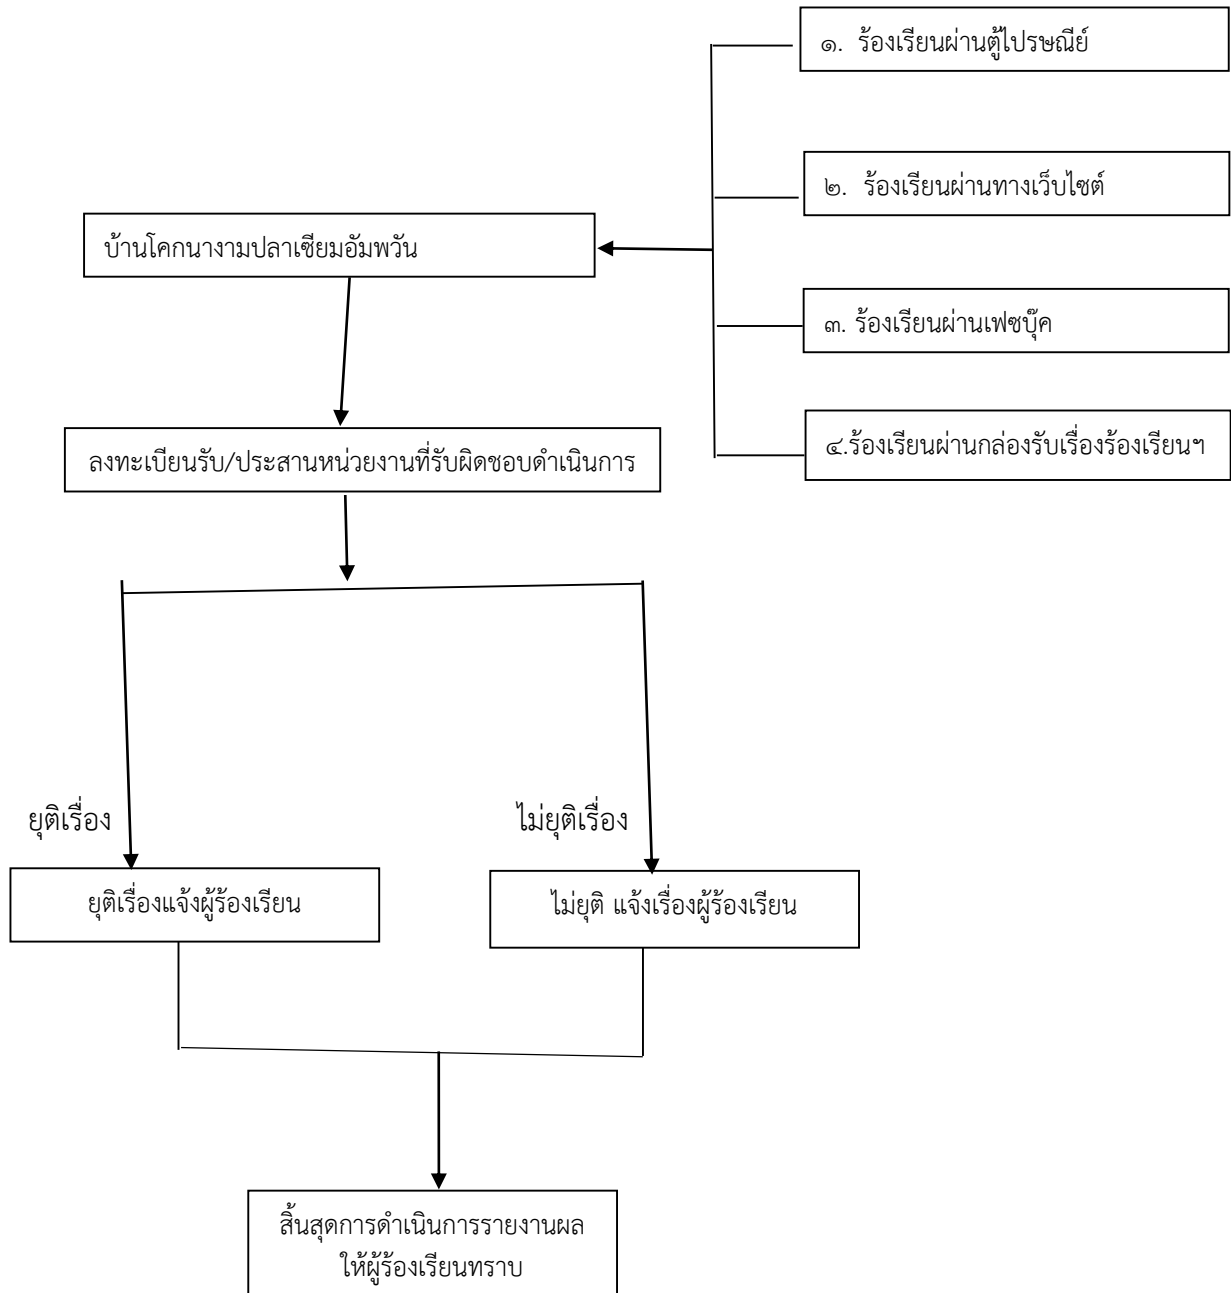 ๑. ร้องเรียนผ่านตู้ไปรษณีย์
๒. ร้องเรียนผ่านทางเว็บไซต์
บ้านโคกนางามปลาเซียมอัมพวัน
๓. ร้องเรียนผ่านเฟซบุ๊ค
๔.ร้องเรียนผ่านกล่องรับเรื่องร้องเรียนฯ
ลงทะเบียนรับ/ประสานหน่วยงานที่รับผิดชอบดำเนินการ
ยุติเรื่อง
ไม่ยุติเรื่อง
ยุติเรื่องแจ้งผู้ร้องเรียน
ไม่ยุติ แจ้งเรื่องผู้ร้องเรียน
สิ้นสุดการดำเนินการรายงานผล
ให้ผู้ร้องเรียนทราบ